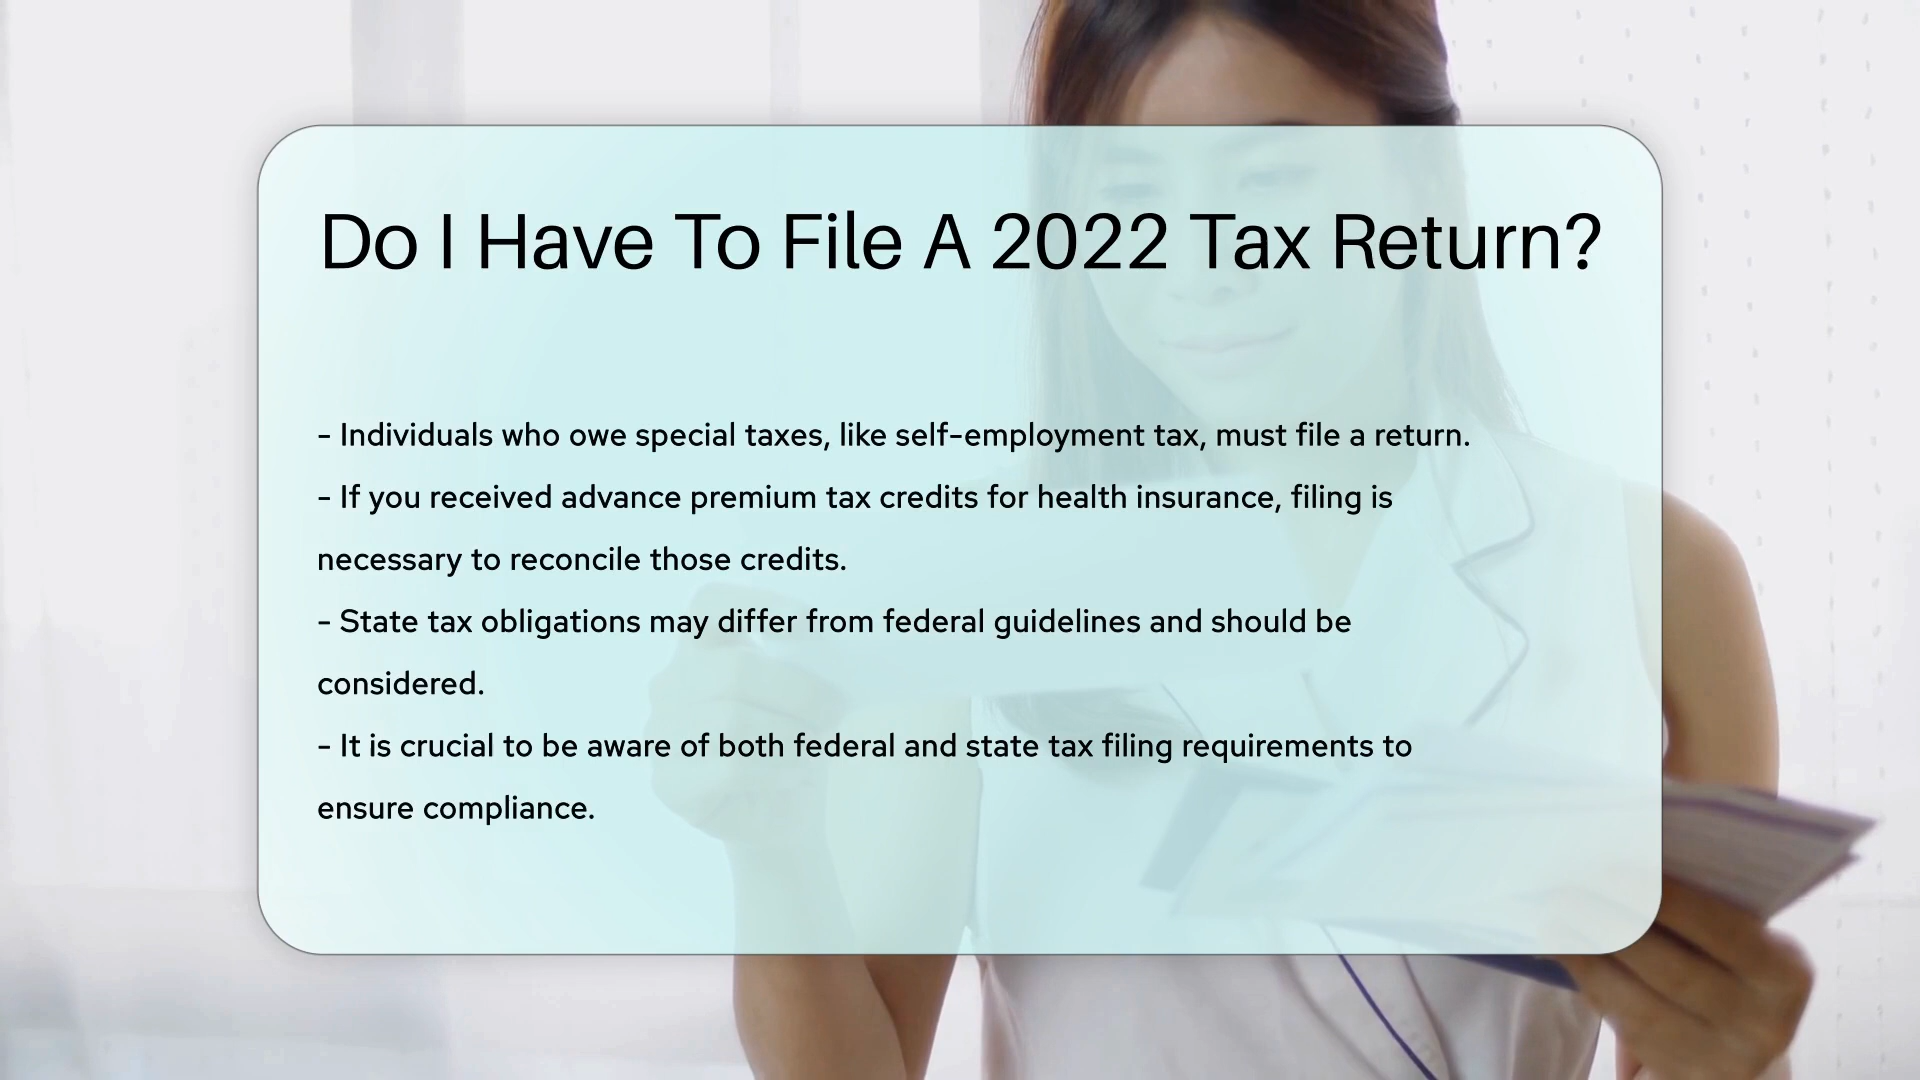 Do I Have To File A 2022 Tax Return?
- Individuals who owe special taxes, like self-employment tax, must file a return.
- If you received advance premium tax credits for health insurance, filing is
necessary to reconcile those credits.
- State tax obligations may differ from federal guidelines and should be
considered.
- It is crucial to be aware of both federal and state tax filing requirements to
ensure compliance.